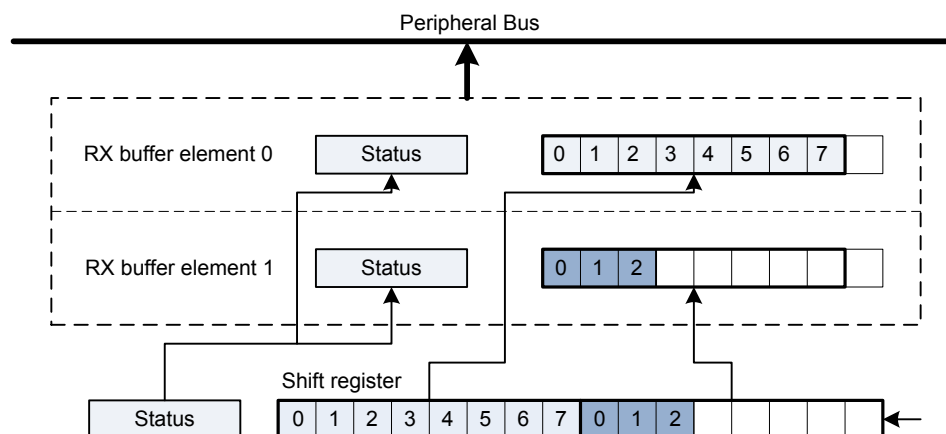 Peripheral Bus
RX buffer element 0 Status 0 1 2 3 4 5 6 7
RX buffer element 1 Status 0 1 2
Shift register
Status 0 1 2 3 4 5 6 7 0 1 2